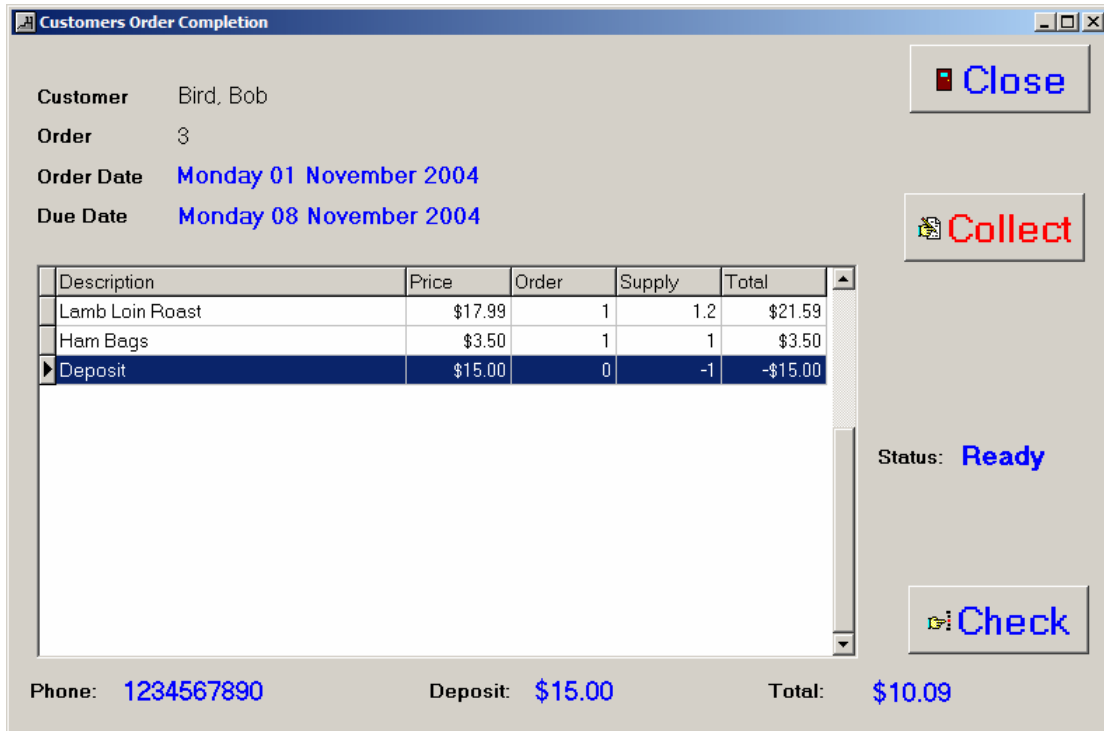 Customers Order Completion
Close
Customer Bird, Bob
Order 3
Order Date Monday 01 November 2004
Due Date Monday 08 November 2004
Collect
Description Price Order Supply Total
Lamb Loin Roast $17.99 1 1.2 $21.59
Ham Bags $3.50 1 1 $3.50
Deposit $15.00 0 -1 -$15.00
Status: Ready
Check
Phone: 1234567890 Deposit: $15.00 Total: $10.09